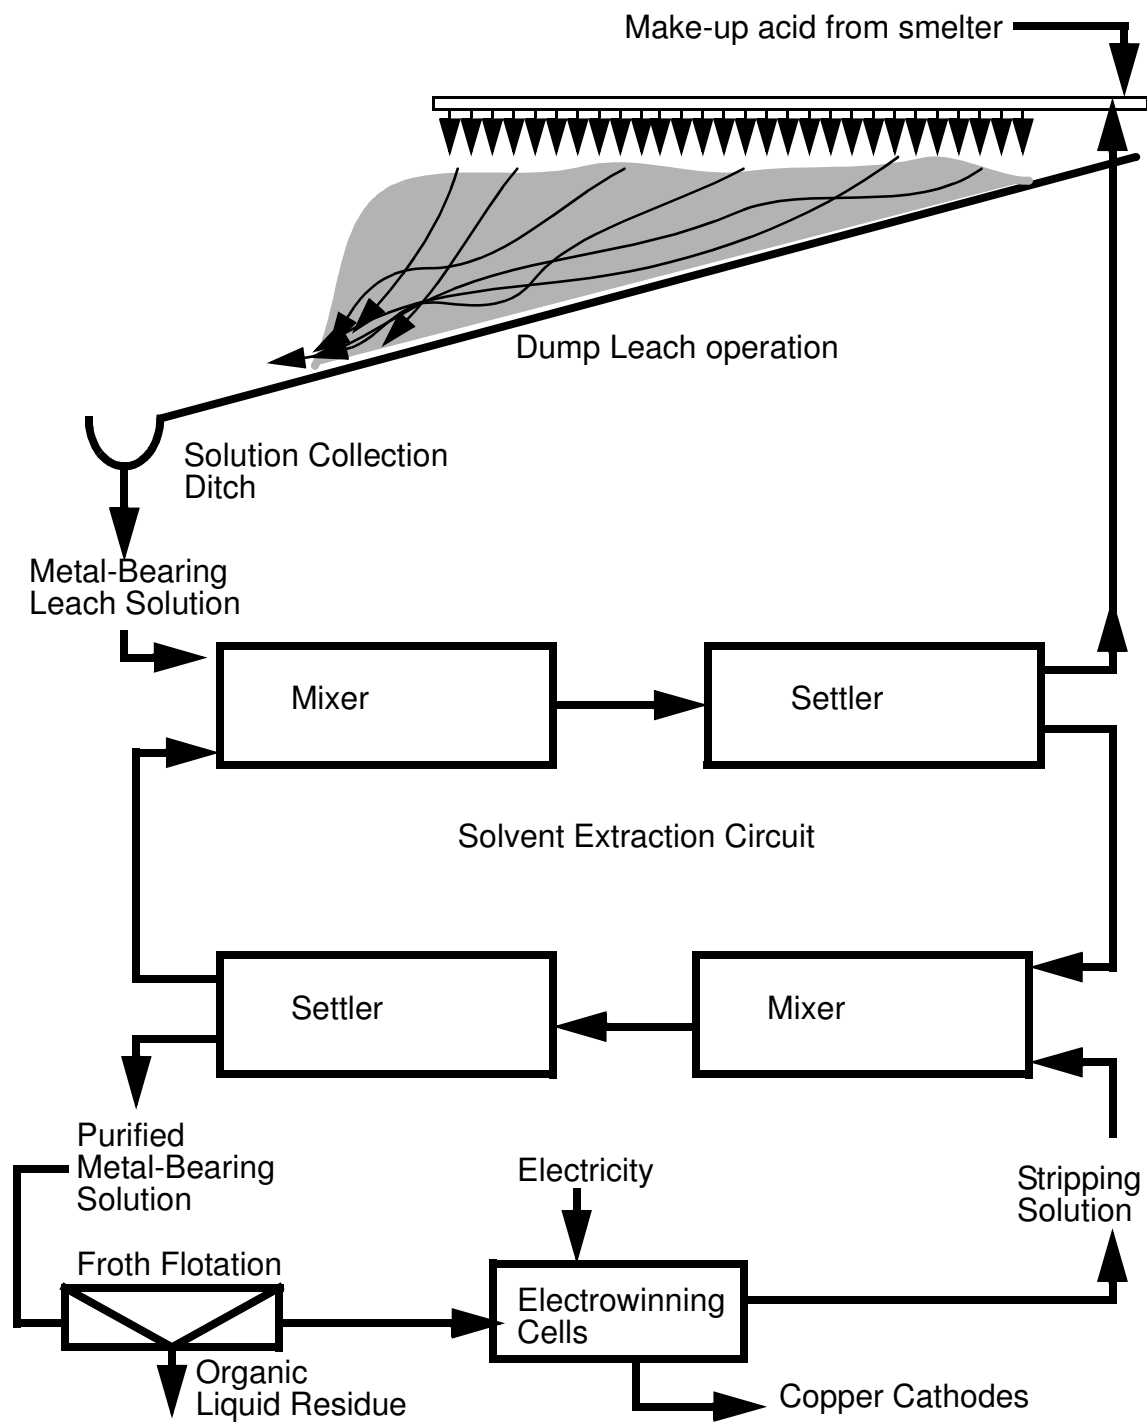 Make-up acid from smelter
Dump Leach operation
Solution Collection
Ditch
Metal-Bearing
Leach Solution
Mixer
Settler
Solvent Extraction Circuit
Settler
Mixer
Purified
Metal-Bearing
Solution
Electricity
Stripping
Solution
Froth Flotation
Electrowinning
Cells
Organic
Liquid Residue
Copper Cathodes